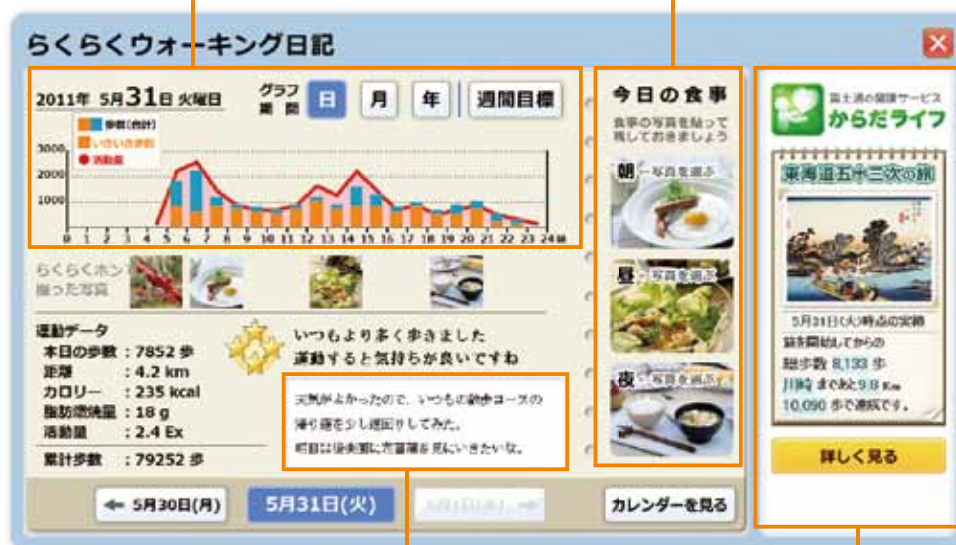 らくらくウォーキング日記
2011年 5月31日 火曜日
グラフ期間
日 月 年 週間目標
歩数(合計)
いきいき歩数
活動量
3000
2000
1000
0 1 2 3 4 5 6 7 8 9 10 11 12 13 14 15 16 17 18 19 20 21 22 23 24時
らくらくホン
撮った写真
運動データ
本日の歩数 : 7852 歩
距離 : 4.2 km
カロリー : 235 kcal
脂肪燃焼量 : 18 g
活動量 : 2.4 Ex
累計歩数 : 79252 歩
いつもより多く歩きました
運動すると気持ちが良いですね
天気がよかったので、いつもの散歩コースの
帰り道を少し遠回りしてみた。
明日は後楽園に花菖蒲を見にいきたいな。
← 5月30日(月)
5月31日(火)
カレンダーを見る
今日の食事
食事の写真を貼って
残しておきましょう
朝 写真を選ぶ
昼 写真を選ぶ
夜 写真を選ぶ
富士通の健康サービス
からだライフ
東海道五十三次の旅
5月31日(火)時点の実績
旅を開始してからの
総歩数 8,133 歩
川崎 まであと9.8 Km
10,090 歩で達成です。
詳しく見る